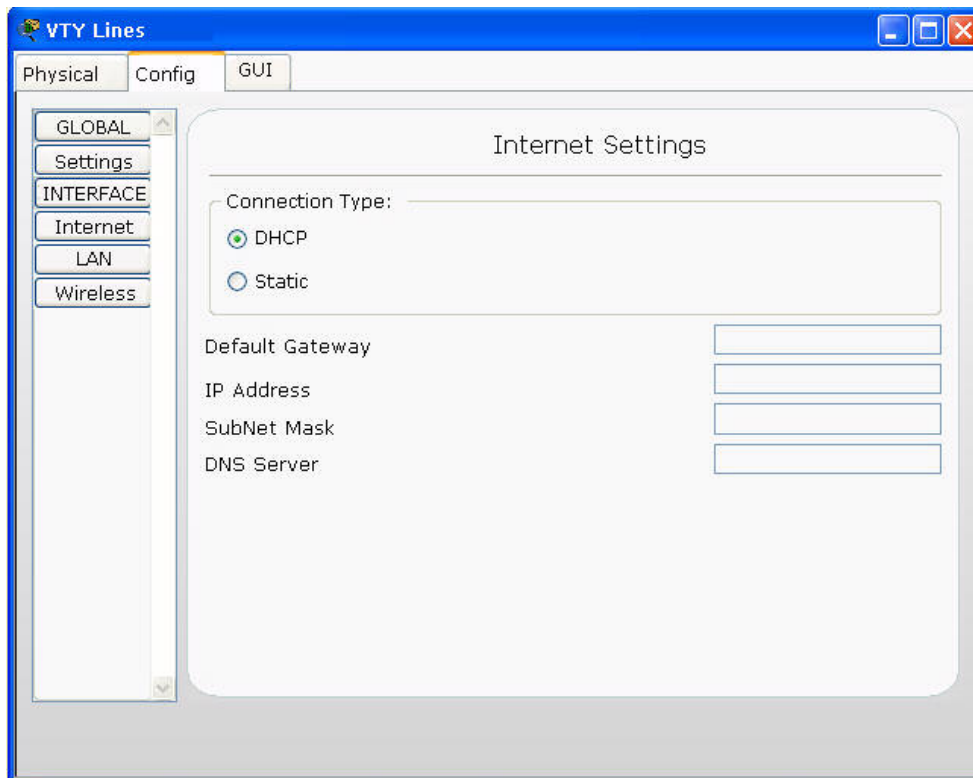 VTY Lines
Physical
Config
GUI
GLOBAL
Settings
INTERFACE
Internet
LAN
Wireless
Internet Settings
Connection Type:
DHCP
Static
Default Gateway
IP Address
SubNet Mask
DNS Server